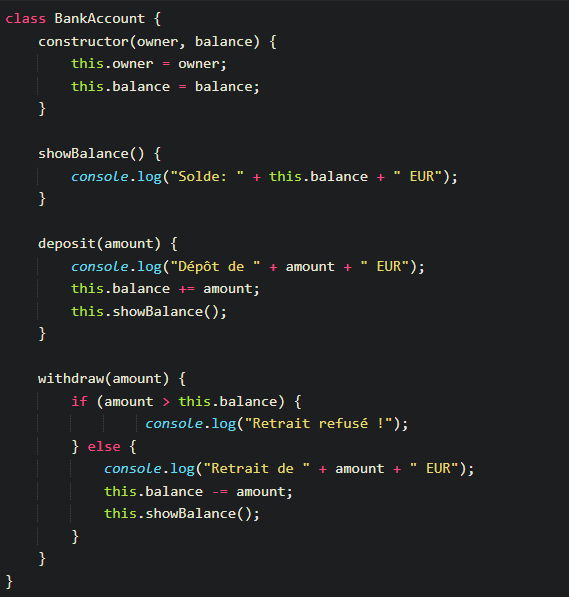 class BankAccount {
    constructor(owner, balance) {
        this.owner = owner;
        this.balance = balance;
    }

    showBalance() {
        console.log("Solde: " + this.balance + " EUR");
    }

    deposit(amount) {
        console.log("Dépôt de " + amount + " EUR");
        this.balance += amount;
        this.showBalance();
    }

    withdraw(amount) {
        if (amount > this.balance) {
                 console.log("Retrait refusé !");
        } else {
            console.log("Retrait de " + amount + " EUR");
            this.balance -= amount;
            this.showBalance();
        }
    }
}